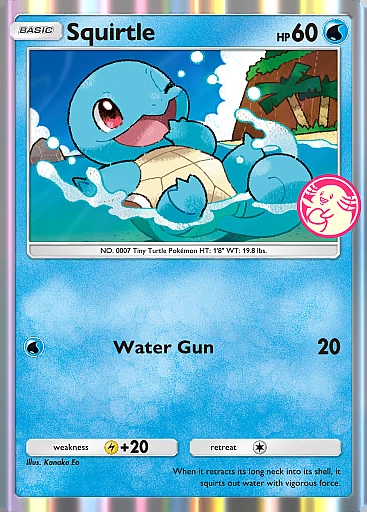 BASIC Squirtle HP 60
NO. 0007 Tiny Turtle Pokémon HT: 1'8" WT: 19.8 lbs.
Water Gun 20
weakness +20 retreat
Illus. Kanako Eo
When it retracts its long neck into its shell, it
squirts out water with vigorous force.